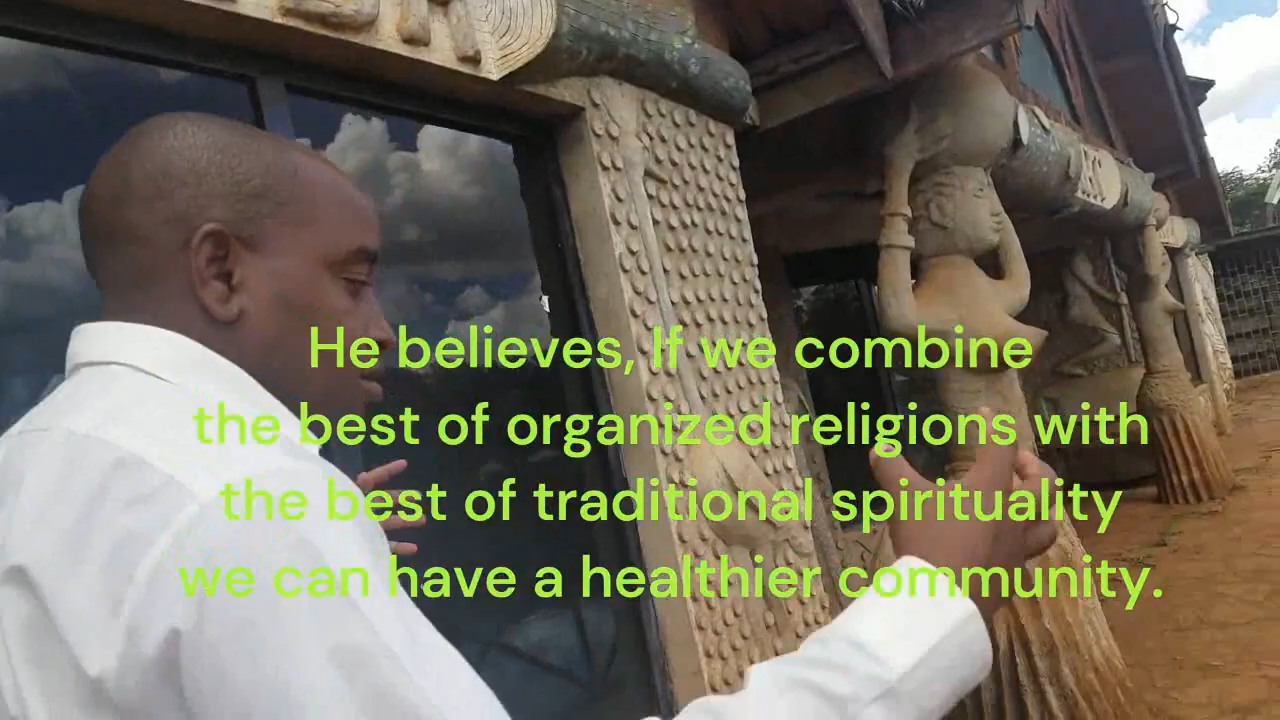 He believes, If we combine
the best of organized religions with
the best of traditional spirituality
we can have a healthier community.